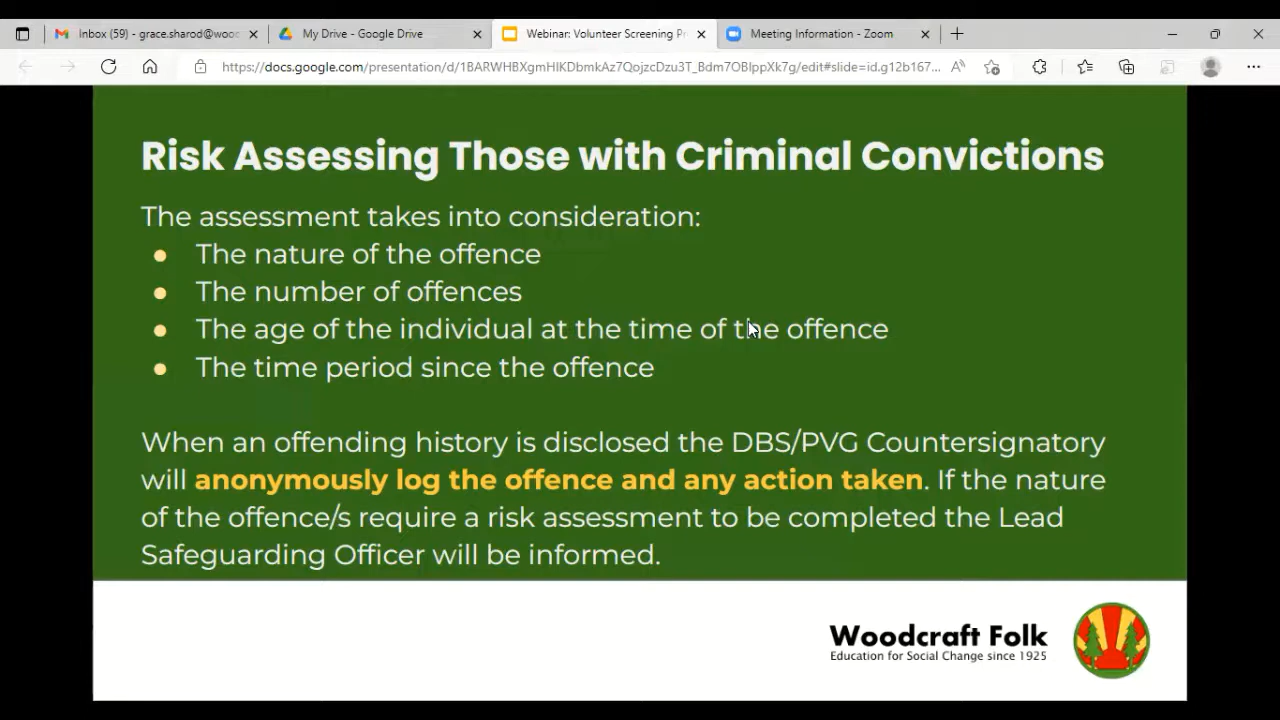 Inbox (59) - grace.sharod@wooc
My Drive - Google Drive
Webinar: Volunteer Screening Pr
Meeting Information - Zoom
https://docs.google.com/presentation/d/1BARWHBXgmHIKDbmkAz7QojzcDzu3T_Bdm7OBIppXk7g/edit#slide=id.g12b167...
Risk Assessing Those with Criminal Convictions
The assessment takes into consideration:
● The nature of the offence
● The number of offences
● The age of the individual at the time of the offence
● The time period since the offence
When an offending history is disclosed the DBS/PVG Countersignatory
will anonymously log the offence and any action taken. If the nature
of the offence/s require a risk assessment to be completed the Lead
Safeguarding Officer will be informed.
Woodcraft Folk
Education for Social Change since 1925